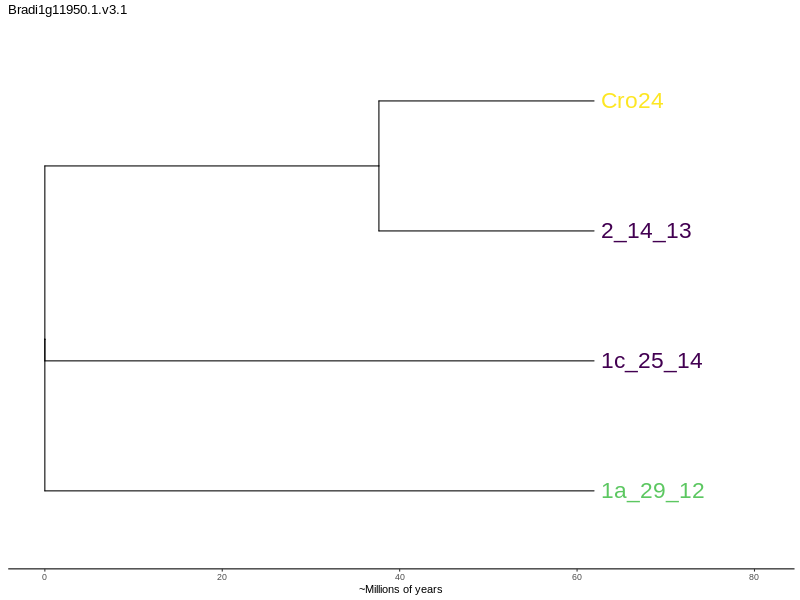 Bradi1g11950.1.v3.1
Cro24
2_14_13
1c_25_14
1a_29_12
0 20 40 60 80
~Millions of years